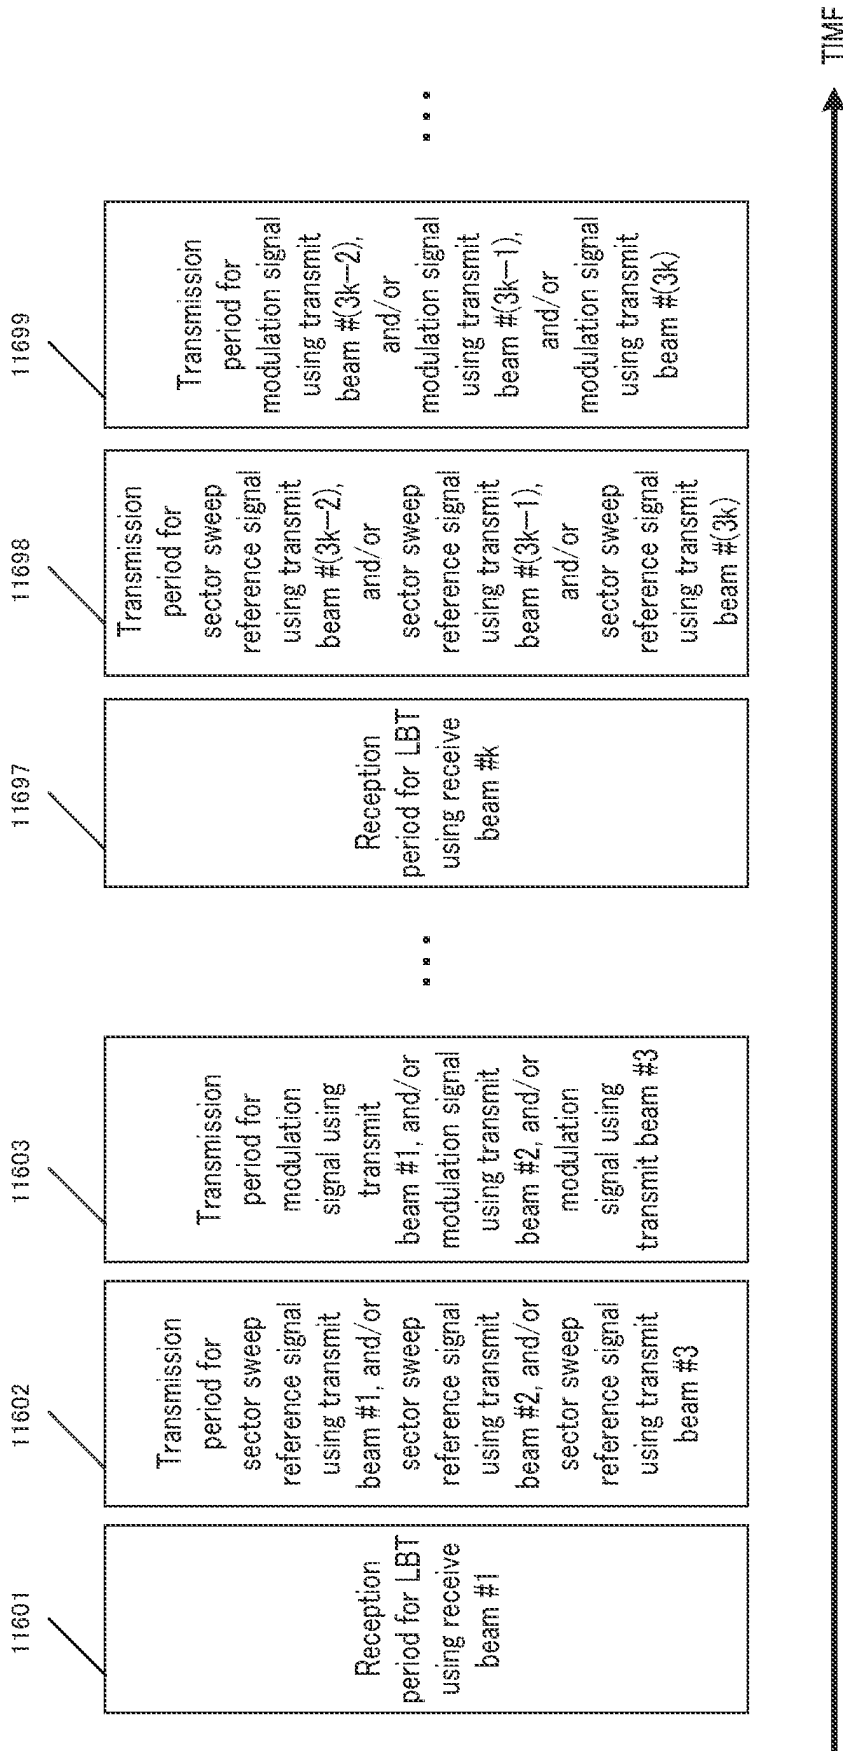 11601
Reception
period for LBT
using receive
beam #1
11602
Transmission
period for
sector sweep
reference signal
using transmit
beam #1, and/or
sector sweep
reference signal
using transmit
beam #2, and/or
sector sweep
reference signal
using transmit
beam #3
11603
Transmission
period for
modulation
signal using
transmit
beam #1, and/or
modulation signal
using transmit
beam #2, and/or
modulation
signal using
transmit beam #3
...
11697
Reception
period for LBT
using receive
beam #k
11698
Transmission
period for
sector sweep
reference signal
using transmit
beam #(3k−2),
and/or
sector sweep
reference signal
using transmit
beam #(3k−1),
and/or
sector sweep
reference signal
using transmit
beam #(3k)
11699
Transmission
period for
modulation signal
using transmit
beam #(3k−2),
and/or
modulation signal
using transmit
beam #(3k−1),
and/or
modulation signal
using transmit
beam #(3k)
...
TIME